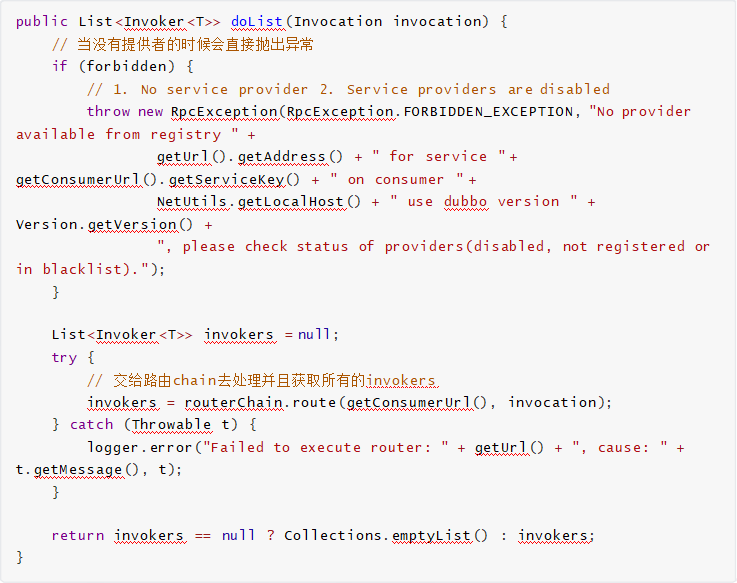 public List<Invoker<T>> doList(Invocation invocation) {
    // 当没有提供者的时候会直接抛出异常
    if (forbidden) {
        // 1. No service provider 2. Service providers are disabled
        throw new RpcException(RpcException.FORBIDDEN_EXCEPTION, "No provider
available from registry " +
                getUrl().getAddress() + " for service " +
getConsumerUrl().getServiceKey() + " on consumer " +
                NetUtils.getLocalHost() + " use dubbo version " +
Version.getVersion() +
                ", please check status of providers(disabled, not registered or
in blacklist).");
    }

    List<Invoker<T>> invokers = null;
    try {
        // 交给路由chain去处理并且获取所有的invokers
        invokers = routerChain.route(getConsumerUrl(), invocation);
    } catch (Throwable t) {
        logger.error("Failed to execute router: " + getUrl() + ", cause: " +
t.getMessage(), t);
    }

    return invokers == null ? Collections.emptyList() : invokers;
}